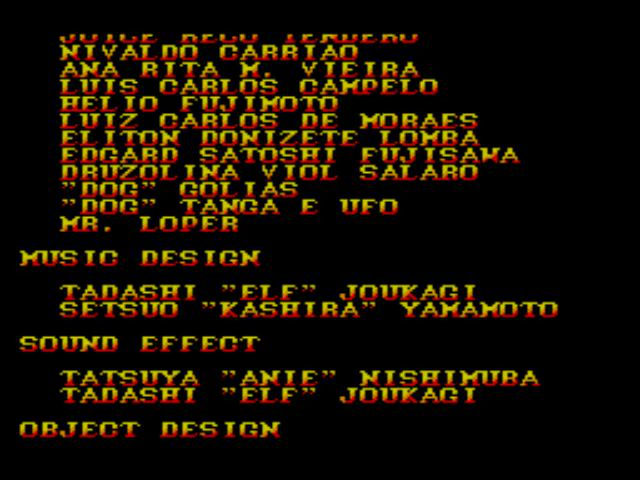 NIVALDO CARRIAO
ANA RITA M. VIEIRA
LUIS CARLOS CAMPELO
HELIO FUJIMOTO
LUIZ CARLOS DE MORAES
ELITON DONIZETE LOMBA
EDGARD SATOSHI FUJISAWA
DRUZOLINA VIOL SALARO
"DOG" GOLIAS
"DOG" TANGA E UFO
MR. LOPER
MUSIC DESIGN
TADASHI "ELF" JOUKAGI
SETSUO "KASHIRA" YAMAMOTO
SOUND EFFECT
TATSUYA "ANIE" NISHIMUBA
TADASHI "ELF" JOUKAGI
OBJECT DESIGN